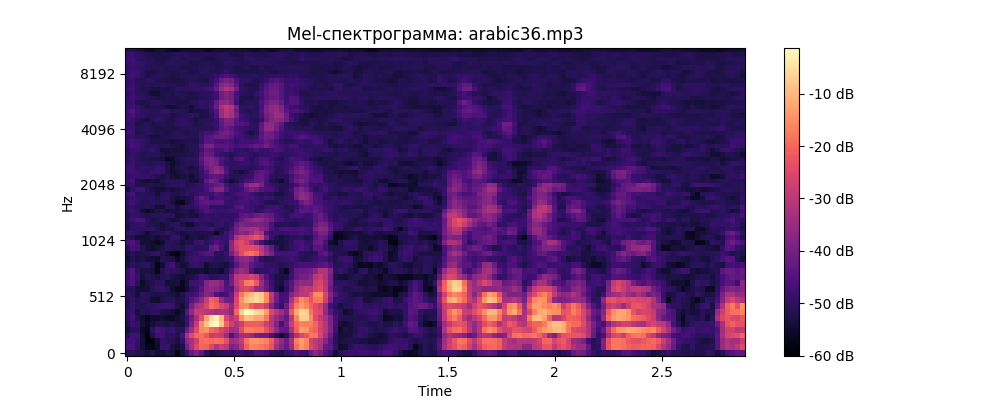 Mel-спектрограмма: arabic36.mp3
8192
4096
2048
1024
512
0
Hz
0 0.5 1 1.5 2 2.5
Time
-10 dB
-20 dB
-30 dB
-40 dB
-50 dB
-60 dB